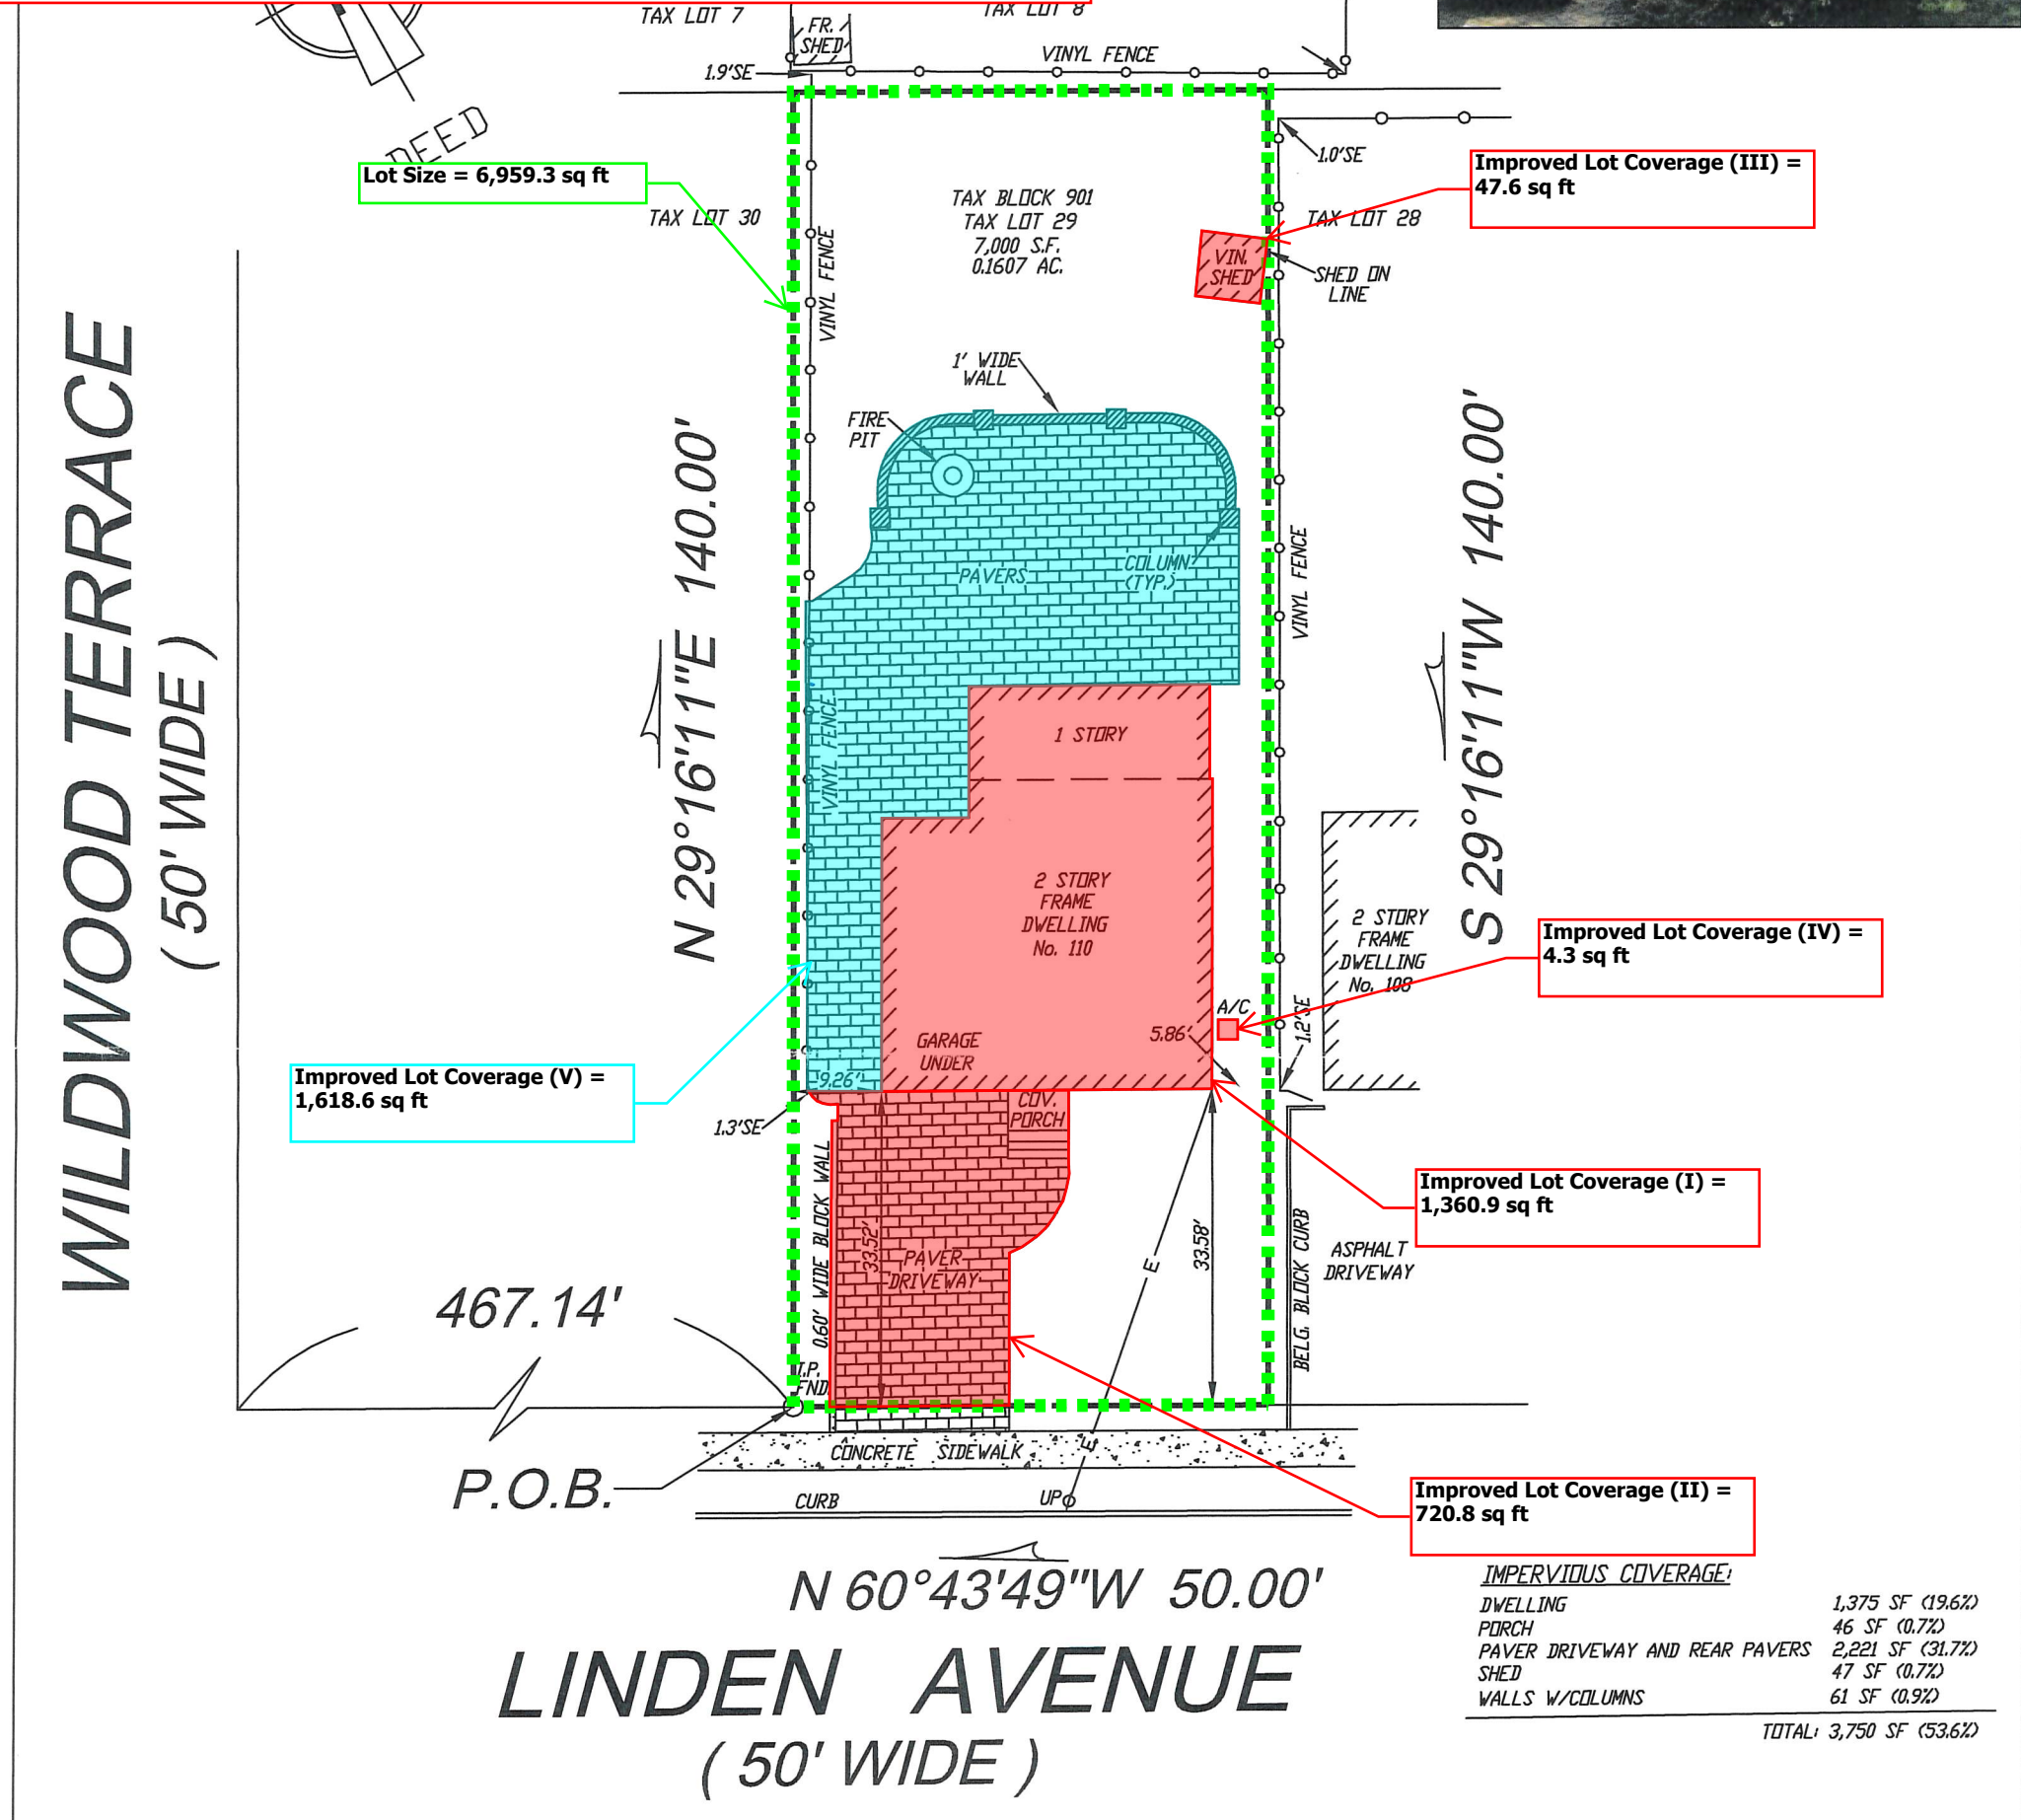 TAX LOT 7
TAX LOT 8
FR.
SHED
VINYL FENCE
1.9'SE
DEED
1.0'SE
Lot Size = 6,959.3 sq ft
Improved Lot Coverage (III) =
47.6 sq ft
TAX LOT 30
TAX BLOCK 901
TAX LOT 29
7,000 S.F.
0.1607 AC.
TAX LOT 28
VINYL FENCE
VIN.
SHED
SHED ON
LINE
WILDWOOD TERRACE
( 50' WIDE )
1' WIDE
WALL
FIRE
PIT
N 29°16'11"E 140.00'
S 29°16'11"W 140.00'
PAVERS
COLUMN
(TYP.)
VINYL FENCE
VINYL FENCE
1 STORY
2 STORY
FRAME
DWELLING
No. 110
2 STORY
FRAME
DWELLING
No. 108
Improved Lot Coverage (IV) =
4.3 sq ft
A/C
5.86'
1.2'SE
GARAGE
UNDER
Improved Lot Coverage (V) =
1,618.6 sq ft
9.26'
1.3'SE
COV.
PORCH
0.60' WIDE BLOCK WALL
33.52'
33.58'
PAVER
DRIVEWAY
E
BELG. BLOCK CURB
ASPHALT
DRIVEWAY
Improved Lot Coverage (I) =
1,360.9 sq ft
467.14'
I.P.
FND.
P.O.B.
CONCRETE SIDEWALK
E
CURB
UP
Improved Lot Coverage (II) =
720.8 sq ft
N 60°43'49"W 50.00'
LINDEN AVENUE
( 50' WIDE )
IMPERVIOUS COVERAGE:
DWELLING 1,375 SF (19.6%)
PORCH 46 SF (0.7%)
PAVER DRIVEWAY AND REAR PAVERS 2,221 SF (31.7%)
SHED 47 SF (0.7%)
WALLS W/COLUMNS 61 SF (0.9%)
TOTAL: 3,750 SF (53.6%)